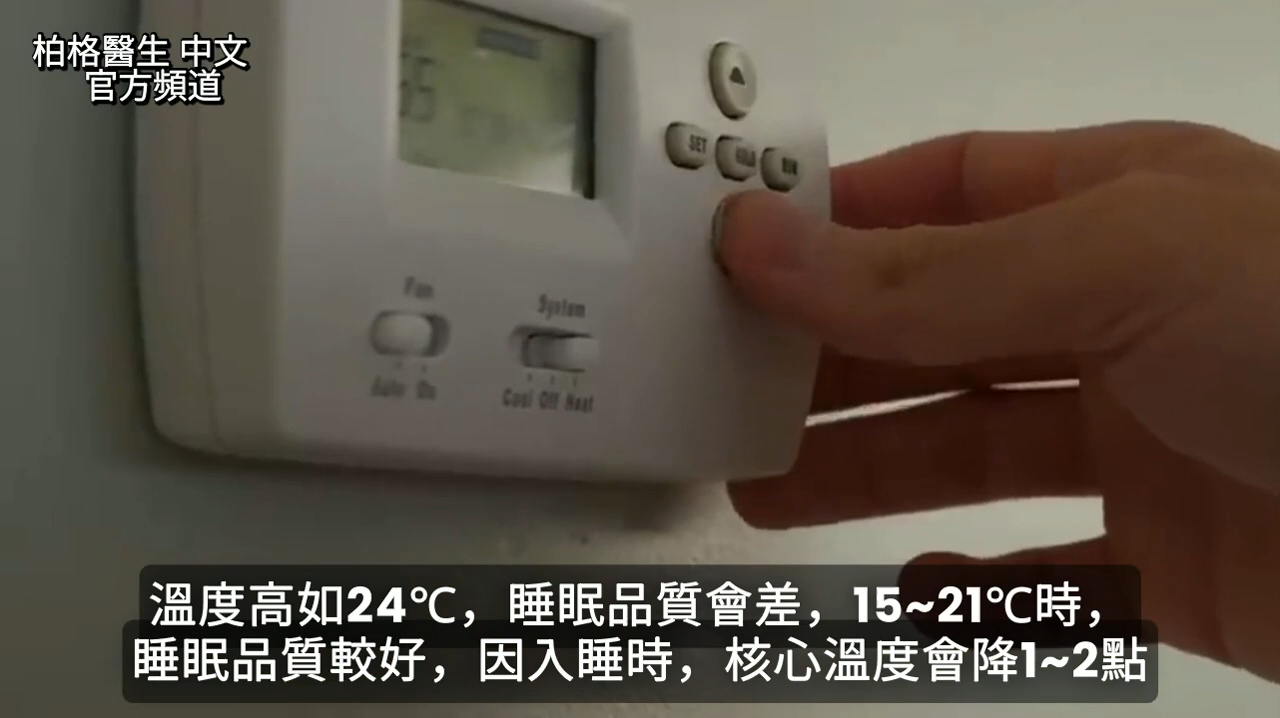 柏格醫生 中文
官方頻道
SET
Fan
System
Auto On
Cool Off Heat
溫度高如24℃，睡眠品質會差，15~21℃時，
睡眠品質較好，因入睡時，核心溫度會降1~2點